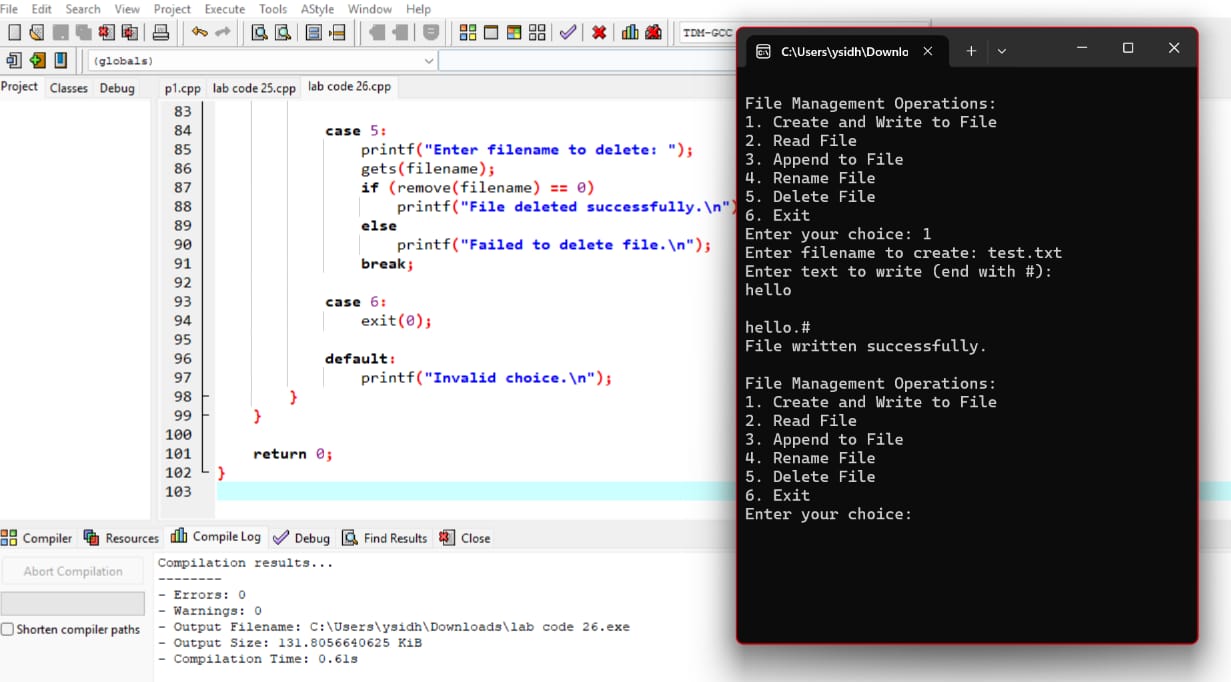 File Edit Search View Project Execute Tools AStyle Window Help
TDM-GCC
(globals)
Project Classes Debug
p1.cpp lab code 25.cpp lab code 26.cpp
83
84 case 5:
85 printf("Enter filename to delete: ");
86 gets(filename);
87 if (remove(filename) == 0)
88 printf("File deleted successfully.\n")
89 else
90 printf("Failed to delete file.\n");
91 break;
92
93 case 6:
94 exit(0);
95
96 default:
97 printf("Invalid choice.\n");
98 }
99 }
100
101 return 0;
102 }
103
Compiler Resources Compile Log Debug Find Results Close
Abort Compilation
Shorten compiler paths
Compilation results...
--------
- Errors: 0
- Warnings: 0
- Output Filename: C:\Users\ysidh\Downloads\lab code 26.exe
- Output Size: 131.8056640625 KiB
- Compilation Time: 0.61s
C:\Users\ysidh\Downlo
File Management Operations:
1. Create and Write to File
2. Read File
3. Append to File
4. Rename File
5. Delete File
6. Exit
Enter your choice: 1
Enter filename to create: test.txt
Enter text to write (end with #):
hello
hello.#
File written successfully.
File Management Operations:
1. Create and Write to File
2. Read File
3. Append to File
4. Rename File
5. Delete File
6. Exit
Enter your choice: